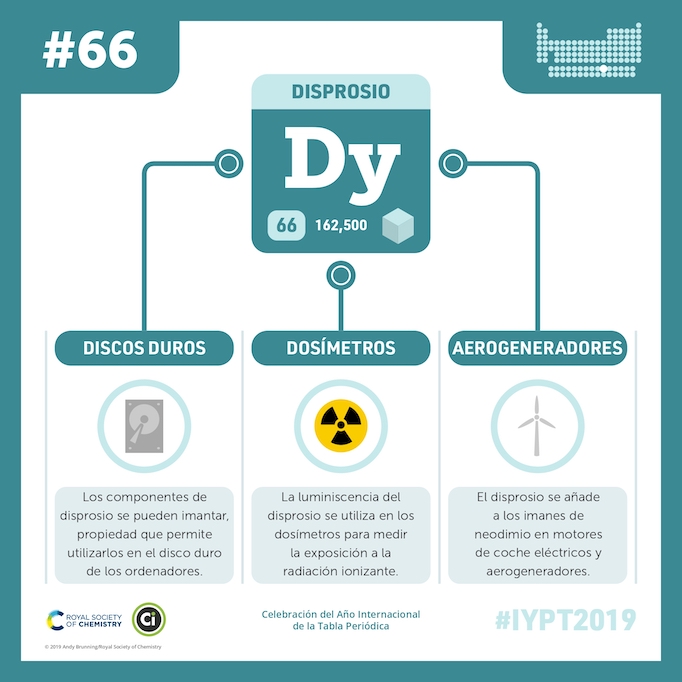 #66
DISPROSIO
Dy
66 162,500
DISCOS DUROS
Los componentes de
disprosio se pueden imantar,
propiedad que permite
utilizarlos en el disco duro
de los ordenadores.
DOSÍMETROS
La luminiscencia del
disprosio se utiliza en los
dosímetros para medir
la exposición a la
radiación ionizante.
AEROGENERADORES
El disprosio se añade
a los imanes de
neodimio en motores
de coche eléctricos y
aerogeneradores.
ROYAL SOCIETY
OF CHEMISTRY
Ci
Celebración del Año Internacional
de la Tabla Periódica
#IYPT2019
© 2019 Andy Brunning/Royal Society of Chemistry